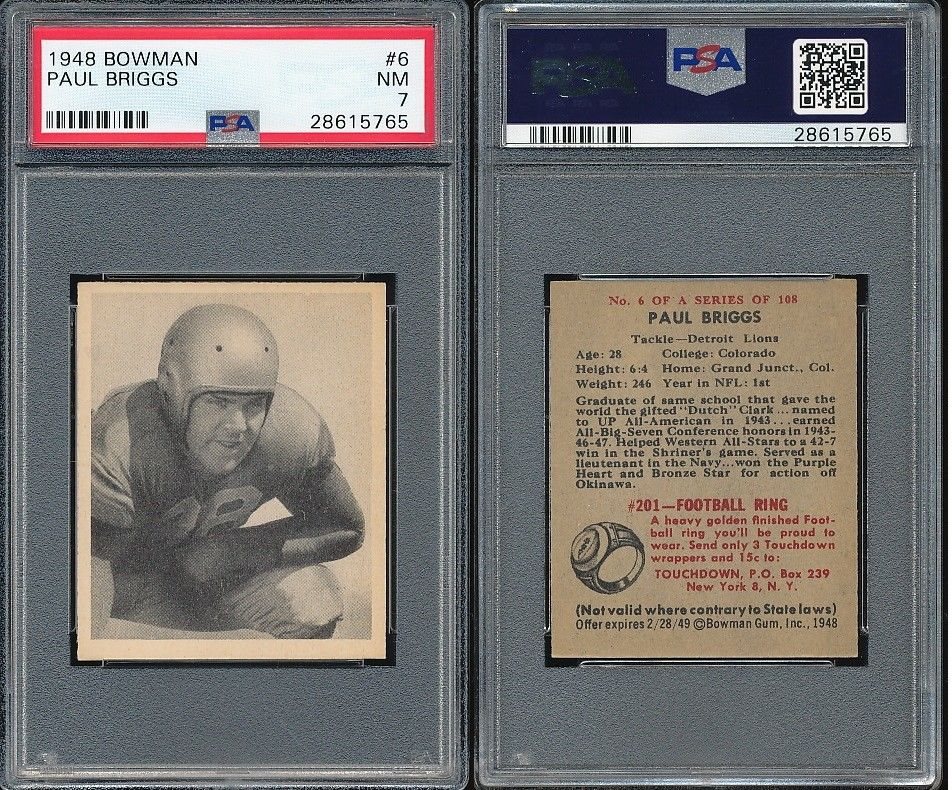 1948 BOWMAN #6
PAUL BRIGGS NM
7
PSA 28615765
PSA PSA
28615765
No. 6 OF A SERIES OF 108
PAUL BRIGGS
Tackle—Detroit Lions
Age: 28 College: Colorado
Height: 6:4 Home: Grand Junct., Col.
Weight: 246 Year in NFL: 1st
Graduate of same school that gave the
world the gifted "Dutch" Clark...named
to UP All-American in 1943...earned
All-Big-Seven Conference honors in 1943-
46-47. Helped Western All-Stars to a 42-7
win in the Shriner's game. Served as a
lieutenant in the Navy...won the Purple
Heart and Bronze Star for action off
Okinawa.
#201—FOOTBALL RING
A heavy golden finished Foot-
ball ring you'll be proud to
wear. Send only 3 Touchdown
wrappers and 15c to:
TOUCHDOWN, P.O. Box 239
New York 8, N. Y.
(Not valid where contrary to State laws)
Offer expires 2/28/49 ©Bowman Gum, Inc., 1948